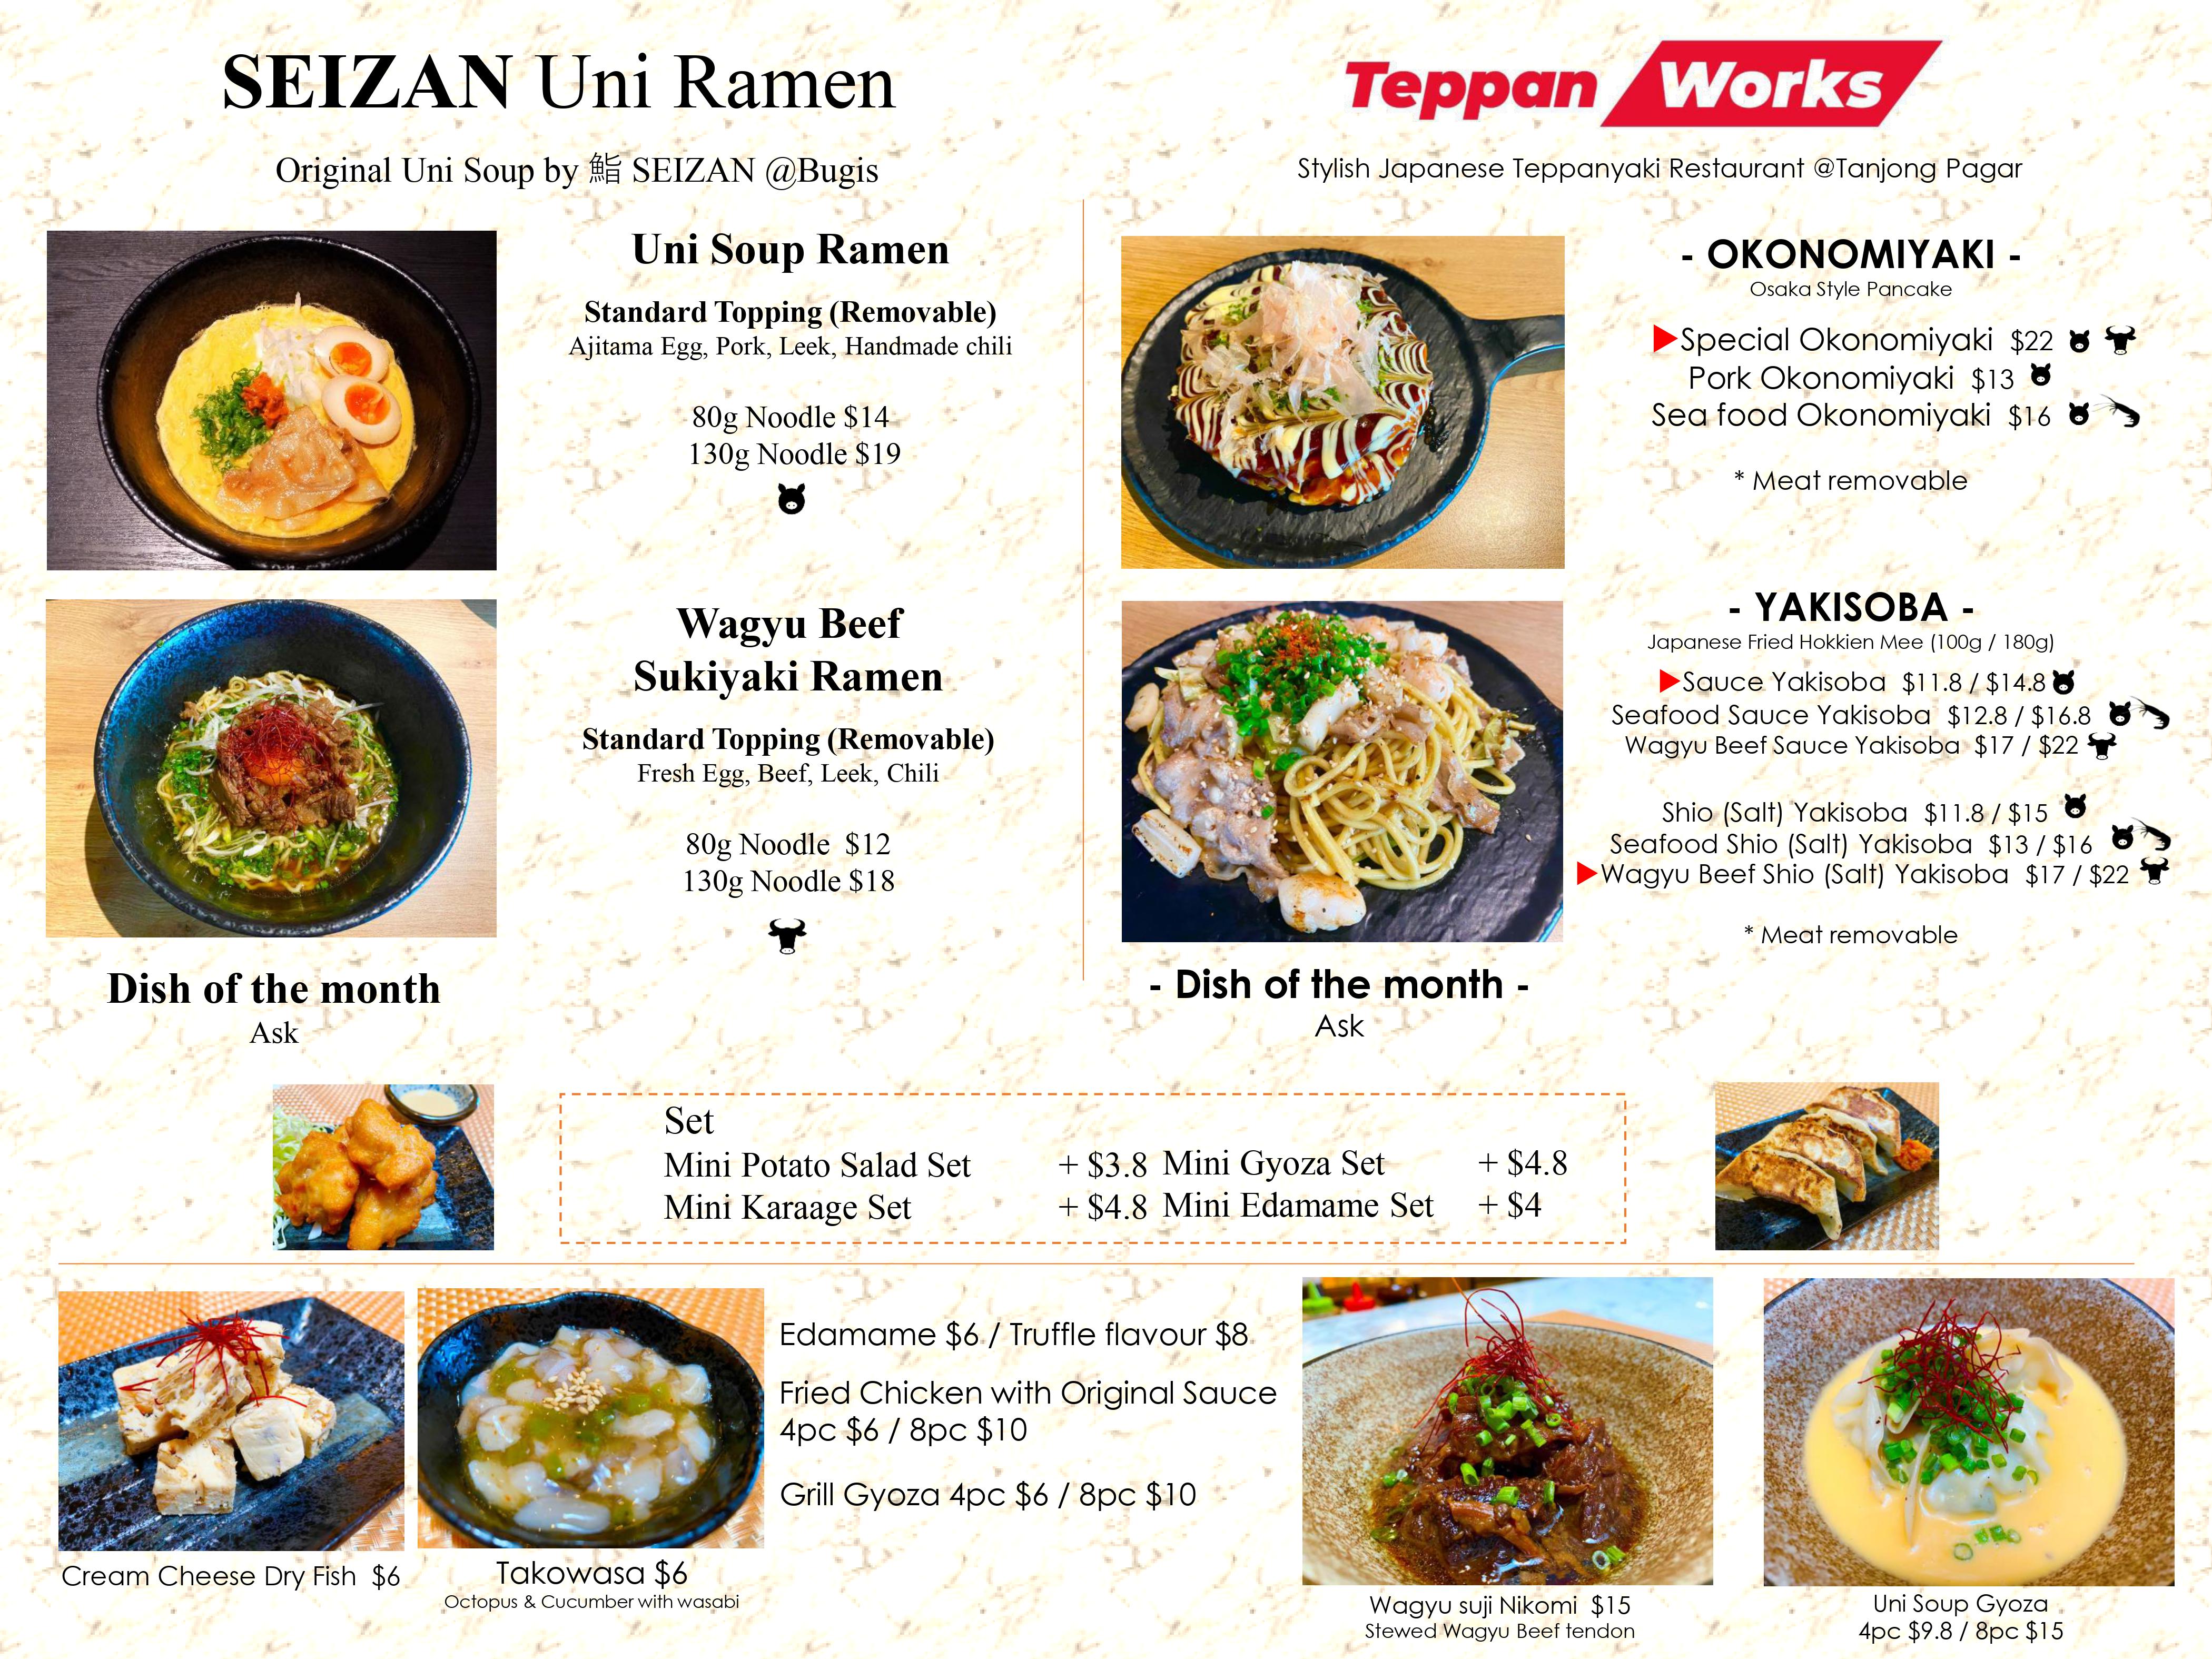 SEIZAN Uni Ramen
Original Uni Soup by 鮨 SEIZAN @Bugis
Uni Soup Ramen
Standard Topping (Removable)
Ajitama Egg, Pork, Leek, Handmade chili
80g Noodle $14
130g Noodle $19
Wagyu Beef
Sukiyaki Ramen
Standard Topping (Removable)
Fresh Egg, Beef, Leek, Chili
80g Noodle $12
130g Noodle $18
Dish of the month
Ask
Teppan Works
Stylish Japanese Teppanyaki Restaurant @Tanjong Pagar
- OKONOMIYAKI -
Osaka Style Pancake
Special Okonomiyaki $22
Pork Okonomiyaki $13
Sea food Okonomiyaki $16
* Meat removable
- YAKISOBA -
Japanese Fried Hokkien Mee (100g / 180g)
Sauce Yakisoba $11.8 / $14.8
Seafood Sauce Yakisoba $12.8 / $16.8
Wagyu Beef Sauce Yakisoba $17 / $22
Shio (Salt) Yakisoba $11.8 / $15
Seafood Shio (Salt) Yakisoba $13 / $16
Wagyu Beef Shio (Salt) Yakisoba $17 / $22
* Meat removable
- Dish of the month -
Ask
Set
Mini Potato Salad Set + $3.8 Mini Gyoza Set + $4.8
Mini Karaage Set + $4.8 Mini Edamame Set + $4
Cream Cheese Dry Fish $6
Takowasa $6
Octopus & Cucumber with wasabi
Edamame $6 / Truffle flavour $8
Fried Chicken with Original Sauce
4pc $6 / 8pc $10
Grill Gyoza 4pc $6 / 8pc $10
Wagyu suji Nikomi $15
Stewed Wagyu Beef tendon
Uni Soup Gyoza
4pc $9.8 / 8pc $15